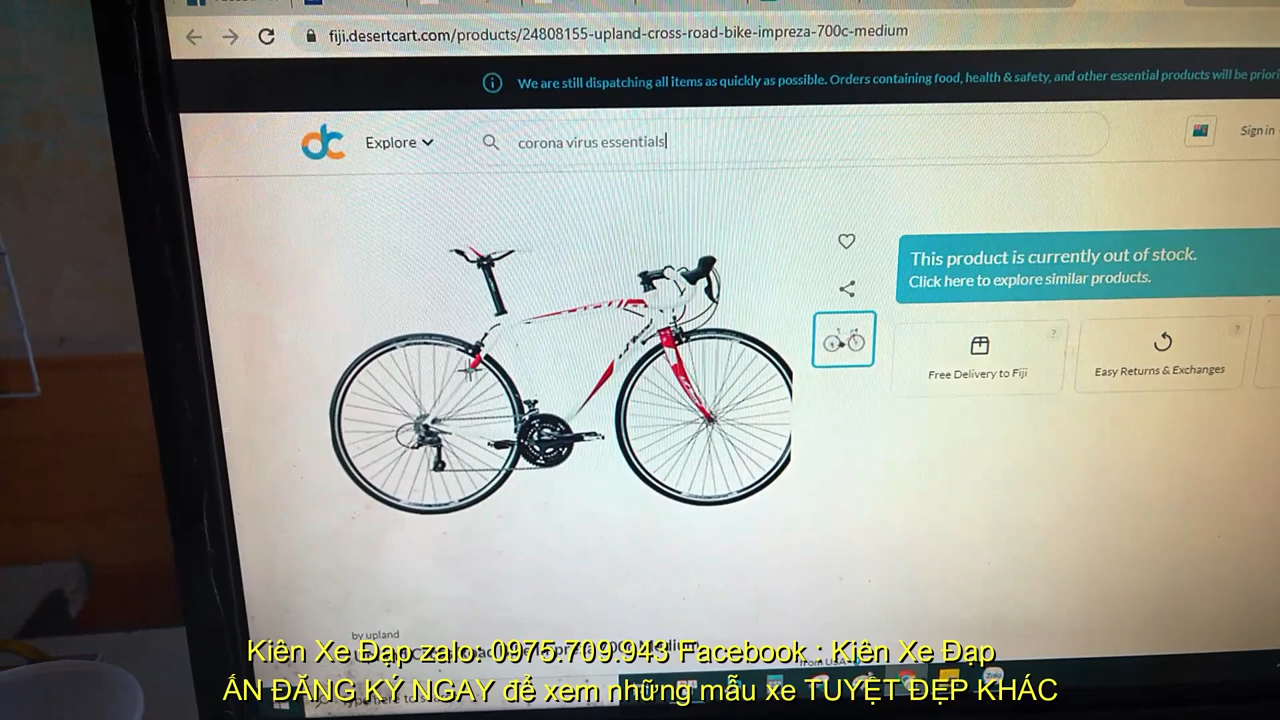 fiji.desertcart.com/products/24808155-upland-cross-road-bike-impreza-700c-medium
We are still dispatching all items as quickly as possible. Orders containing food, health & safety, and other essential products will be
dc
Explore
corona virus essentials
Sign in
This product is currently out of stock.
Click here to explore similar products.
?
?
Free Delivery to Fiji
Easy Returns & Exchanges
by upland
from USA
Kiên Xe Đạp zalo: 0975.709.943 Facebook : Kiên Xe Đạp
ẤN ĐĂNG KÝ NGAY để xem những mẫu xe TUYỆT ĐẸP KHÁC